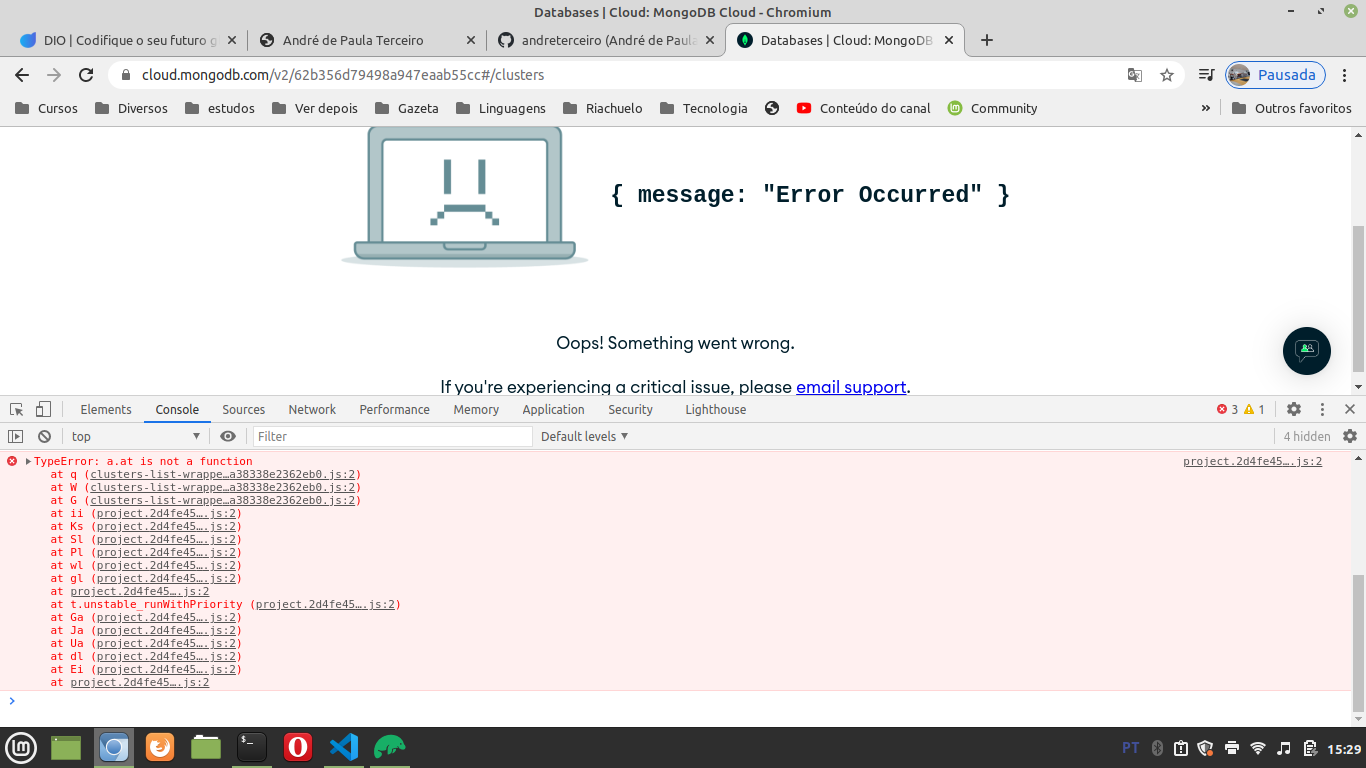 Databases | Cloud: MongoDB Cloud - Chromium
DIO | Codifique o seu futuro g
André de Paula Terceiro
andreterceiro (André de Paula
Databases | Cloud: MongoDB
cloud.mongodb.com/v2/62b356d79498a947eaab55cc#/clusters
Pausada
Cursos
Diversos
estudos
Ver depois
Gazeta
Linguagens
Riachuelo
Tecnologia
Conteúdo do canal
Community
»
Outros favoritos
{ message: "Error Occurred" }
Oops! Something went wrong.
If you're experiencing a critical issue, please email support.
Elements
Console
Sources
Network
Performance
Memory
Application
Security
Lighthouse
3
1
top
Filter
Default levels
4 hidden
TypeError: a.at is not a function
project.2d4fe45….js:2
at q (clusters-list-wrappe…a38338e2362eb0.js:2)
at W (clusters-list-wrappe…a38338e2362eb0.js:2)
at G (clusters-list-wrappe…a38338e2362eb0.js:2)
at ii (project.2d4fe45….js:2)
at Ks (project.2d4fe45….js:2)
at Sl (project.2d4fe45….js:2)
at Pl (project.2d4fe45….js:2)
at wl (project.2d4fe45….js:2)
at gl (project.2d4fe45….js:2)
at project.2d4fe45….js:2
at t.unstable_runWithPriority (project.2d4fe45….js:2)
at Ga (project.2d4fe45….js:2)
at Ja (project.2d4fe45….js:2)
at Ua (project.2d4fe45….js:2)
at dl (project.2d4fe45….js:2)
at Ei (project.2d4fe45….js:2)
at project.2d4fe45….js:2
PT
15:29